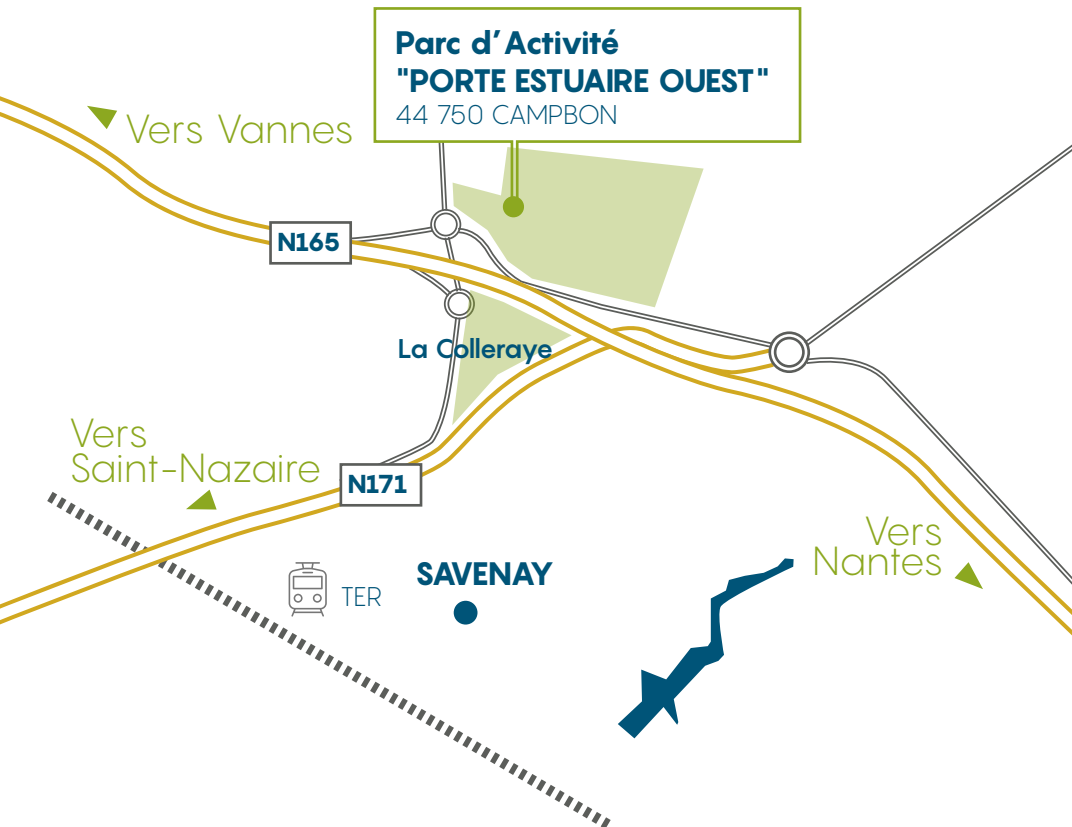 Parc d'Activité
"PORTE ESTUAIRE OUEST"
44 750 CAMPBON
Vers Vannes
N165
La Colleraye
Vers
Saint-Nazaire
N171
Vers
Nantes
SAVENAY
TER